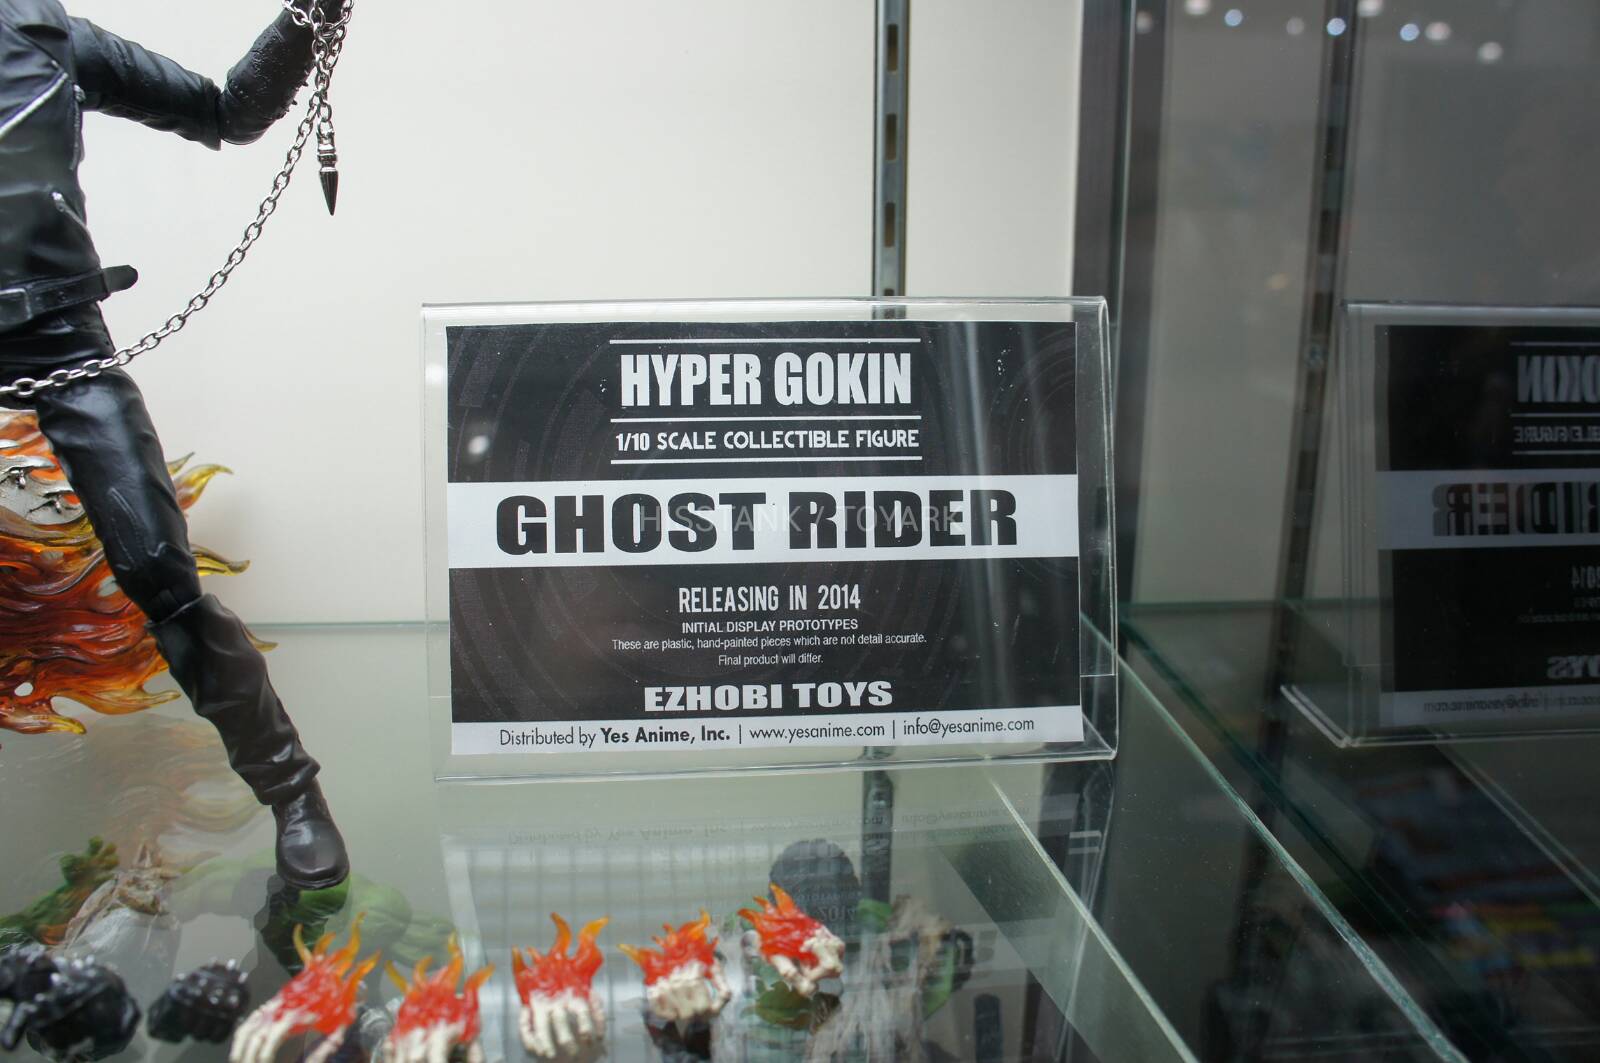 HYPER GOKIN
1/10 SCALE COLLECTIBLE FIGURE
GHOST RIDER
HISSTANK / TOYARK
RELEASING IN 2014
INITIAL DISPLAY PROTOTYPES
These are plastic, hand-painted pieces which are not detail accurate.
Final product will differ.
EZHOBI TOYS
Distributed by Yes Anime, Inc. | www.yesanime.com | info@yesanime.com